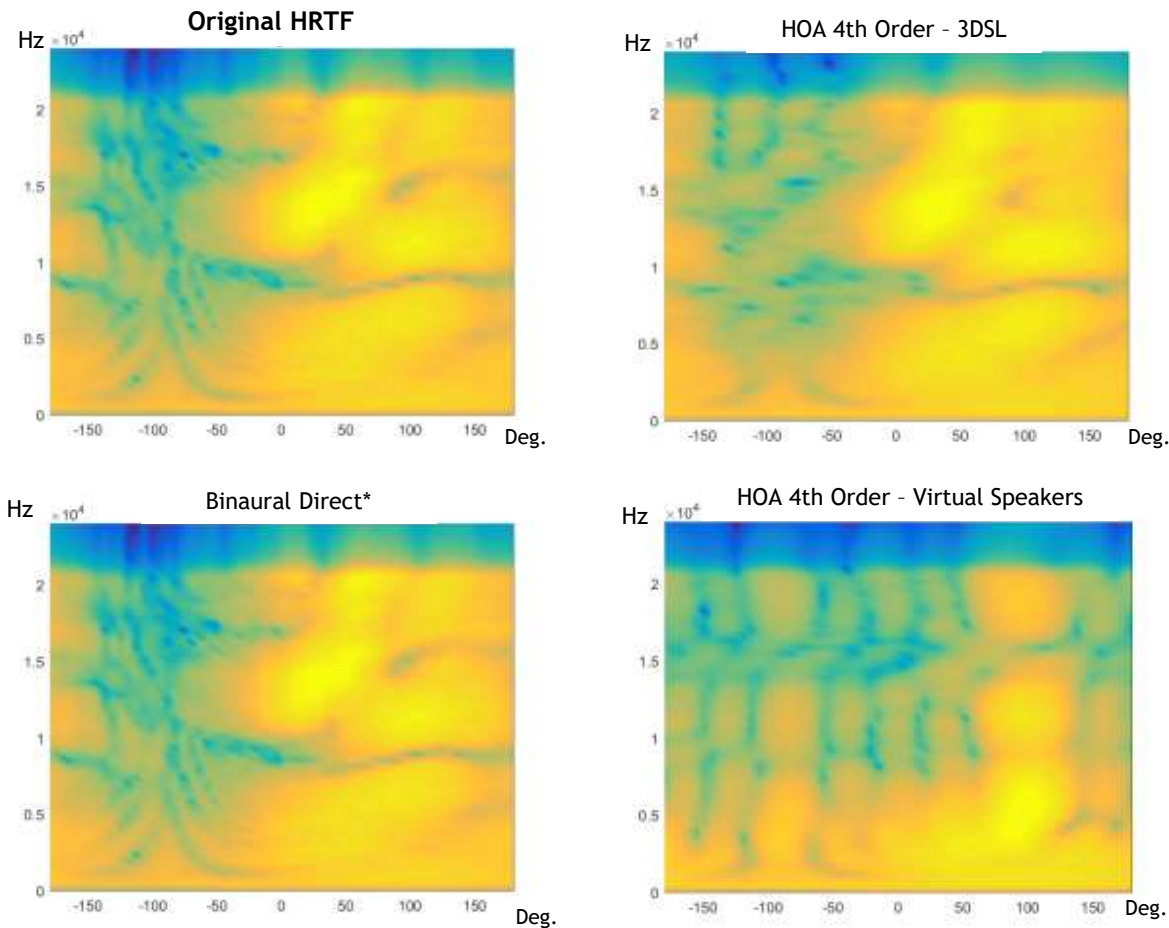 Original HRTF
Hz ×10⁴
2
1.5
1
0.5
0
-150 -100 -50 0 50 100 150 Deg.
HOA 4th Order – 3DSL
Hz ×10⁴
2
1.5
1
0.5
0
-150 -100 -50 0 50 100 150 Deg.
Binaural Direct*
Hz ×10⁴
2
1.5
1
0.5
0
-150 -100 -50 0 50 100 150 Deg.
HOA 4th Order – Virtual Speakers
Hz ×10⁴
2
1.5
1
0.5
0
-150 -100 -50 0 50 100 150 Deg.